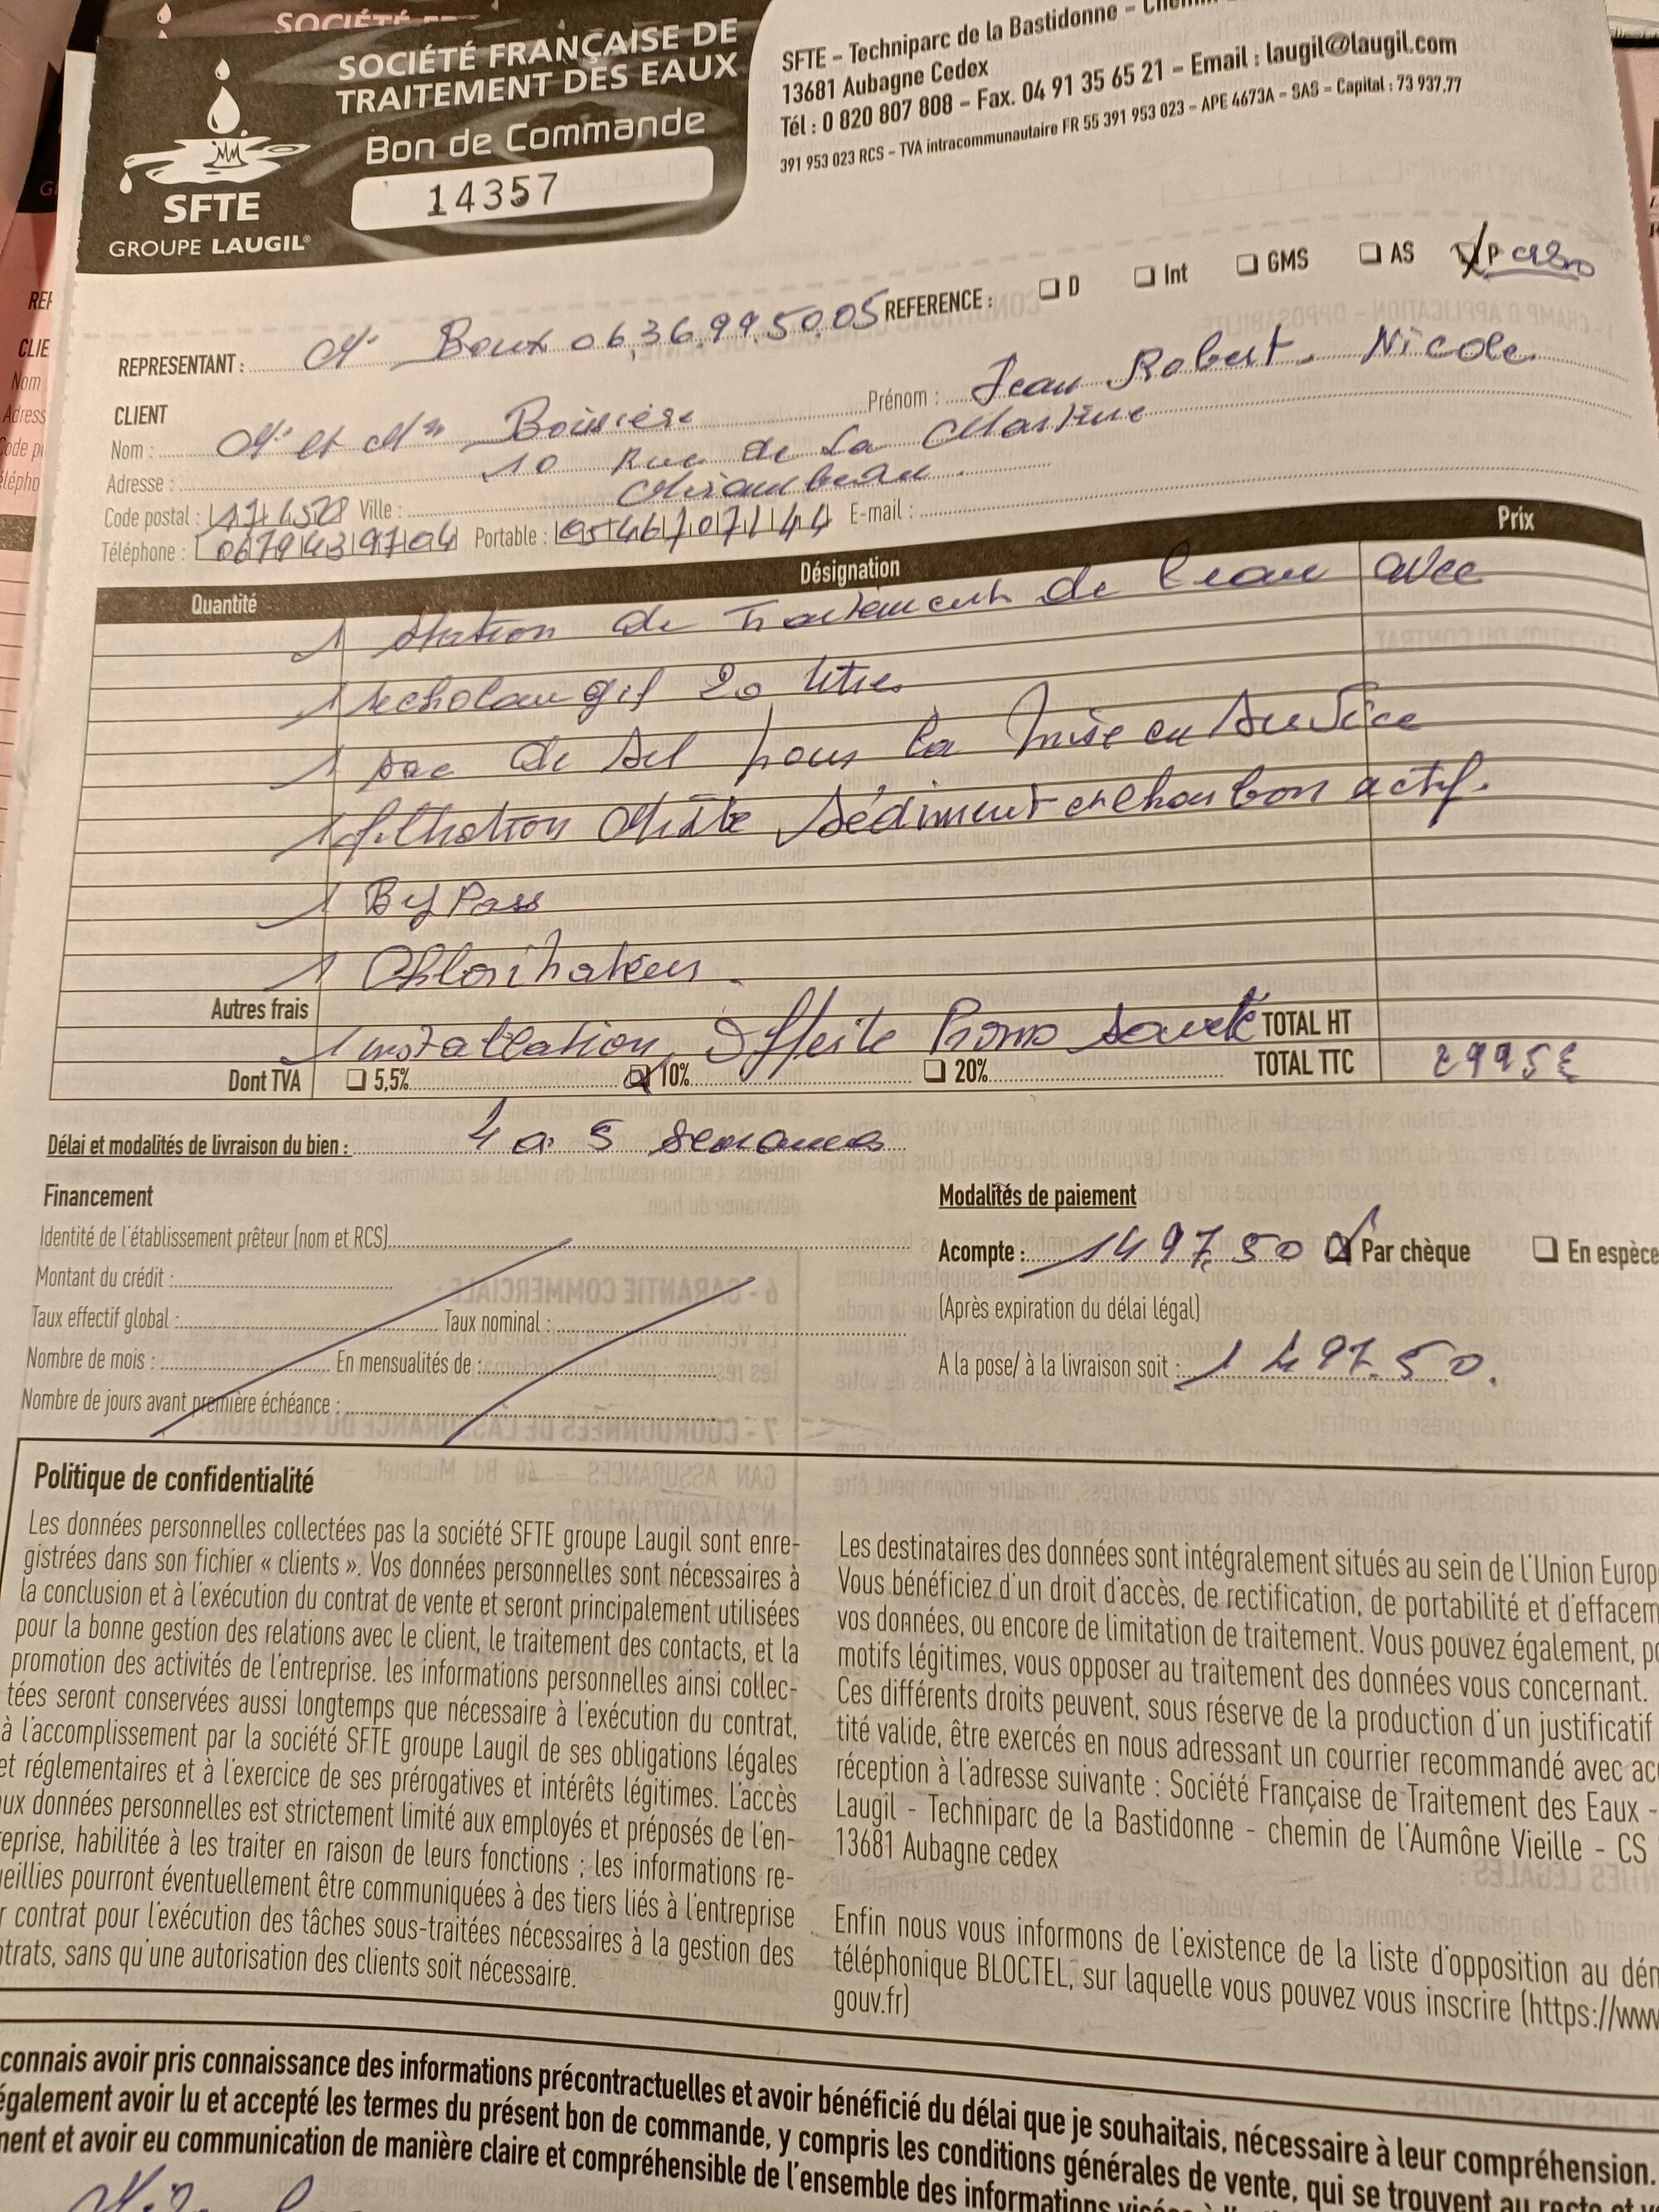 SOCIÉTÉ FRANÇAISE DE
TRAITEMENT DES EAUX
Bon de Commande
14357
SFTE
GROUPE LAUGIL®
SFTE – Techniparc de la Bastidonne –
13681 Aubagne Cedex
Tél : 0 820 807 808 – Fax. 04 91 35 65 21 – Email : laugil@laugil.com
391 953 023 RCS – TVA intracommunautaire FR 55 391 953 023 – APE 4673A – SAS – Capital : 73 937,77
REFERENCE : D Int GMS AS P
REPRESENTANT : Mr Boux 06.36.99.50.05
CLIENT
Nom : Mr et Mme Boissière Prénom : Jean Robert. Nicole
Adresse : 10 Rue de La
Code postal : Ville : Mirambeau
Téléphone : 0679439704 Portable : 0546707144 E-mail :
Quantité Désignation Prix
1 Station de Traitement de l'eau avec
1 techolaugil 20 litres
1 sac de sel pour la mise en service
1 filtration Mixte Sédiment charbon actif.
1 By Pass
1 Chlorinateur
Autres frais
1 installation Offerte Promo santé TOTAL HT
Dont TVA 5,5% 10% 20% TOTAL TTC 2995€
Délai et modalités de livraison du bien : 4 a 5 semaines
Financement
Identité de l'établissement prêteur (nom et RCS)
Montant du crédit :
Taux effectif global : Taux nominal :
Nombre de mois : En mensualités de :
Nombre de jours avant première échéance :
Modalités de paiement
Acompte : 1497,50 Par chèque En espèce
(Après expiration du délai légal)
A la pose/ à la livraison soit : 1497.50.
Politique de confidentialité
Les données personnelles collectées pas la société SFTE groupe Laugil sont enre-
gistrées dans son fichier « clients ». Vos données personnelles sont nécessaires à
la conclusion et à l'exécution du contrat de vente et seront principalement utilisées
pour la bonne gestion des relations avec le client, le traitement des contacts, et la
promotion des activités de l'entreprise. les informations personnelles ainsi collec-
tées seront conservées aussi longtemps que nécessaire à l'exécution du contrat,
à l'accomplissement par la société SFTE groupe Laugil de ses obligations légales
et réglementaires et à l'exercice de ses prérogatives et intérêts légitimes. L'accès
aux données personnelles est strictement limité aux employés et préposés de l'en-
reprise, habilitée à les traiter en raison de leurs fonctions ; les informations re-
eillies pourront éventuellement être communiquées à des tiers liés à l'entreprise
r contrat pour l'exécution des tâches sous-traitées nécessaires à la gestion des
ntrats, sans qu'une autorisation des clients soit nécessaire.
Les destinataires des données sont intégralement situés au sein de l'Union Europ
Vous bénéficiez d'un droit d'accès, de rectification, de portabilité et d'effacem
vos données, ou encore de limitation de traitement. Vous pouvez également, po
motifs légitimes, vous opposer au traitement des données vous concernant.
Ces différents droits peuvent, sous réserve de la production d'un justificatif
tité valide, être exercés en nous adressant un courrier recommandé avec acc
réception à l'adresse suivante : Société Française de Traitement des Eaux -
Laugil - Techniparc de la Bastidonne - chemin de l'Aumône Vieille - CS
13681 Aubagne cedex
Enfin nous vous informons de l'existence de la liste d'opposition au dém
téléphonique BLOCTEL, sur laquelle vous pouvez vous inscrire (https://www
gouv.fr)
connais avoir pris connaissance des informations précontractuelles et avoir bénéficié du délai que je souhaitais, nécessaire à leur compréhension.
également avoir lu et accepté les termes du présent bon de commande, y compris les conditions générales de vente, qui se trouvent au recto et v
ment et avoir eu communication de manière claire et compréhensible de l'ensemble des informations